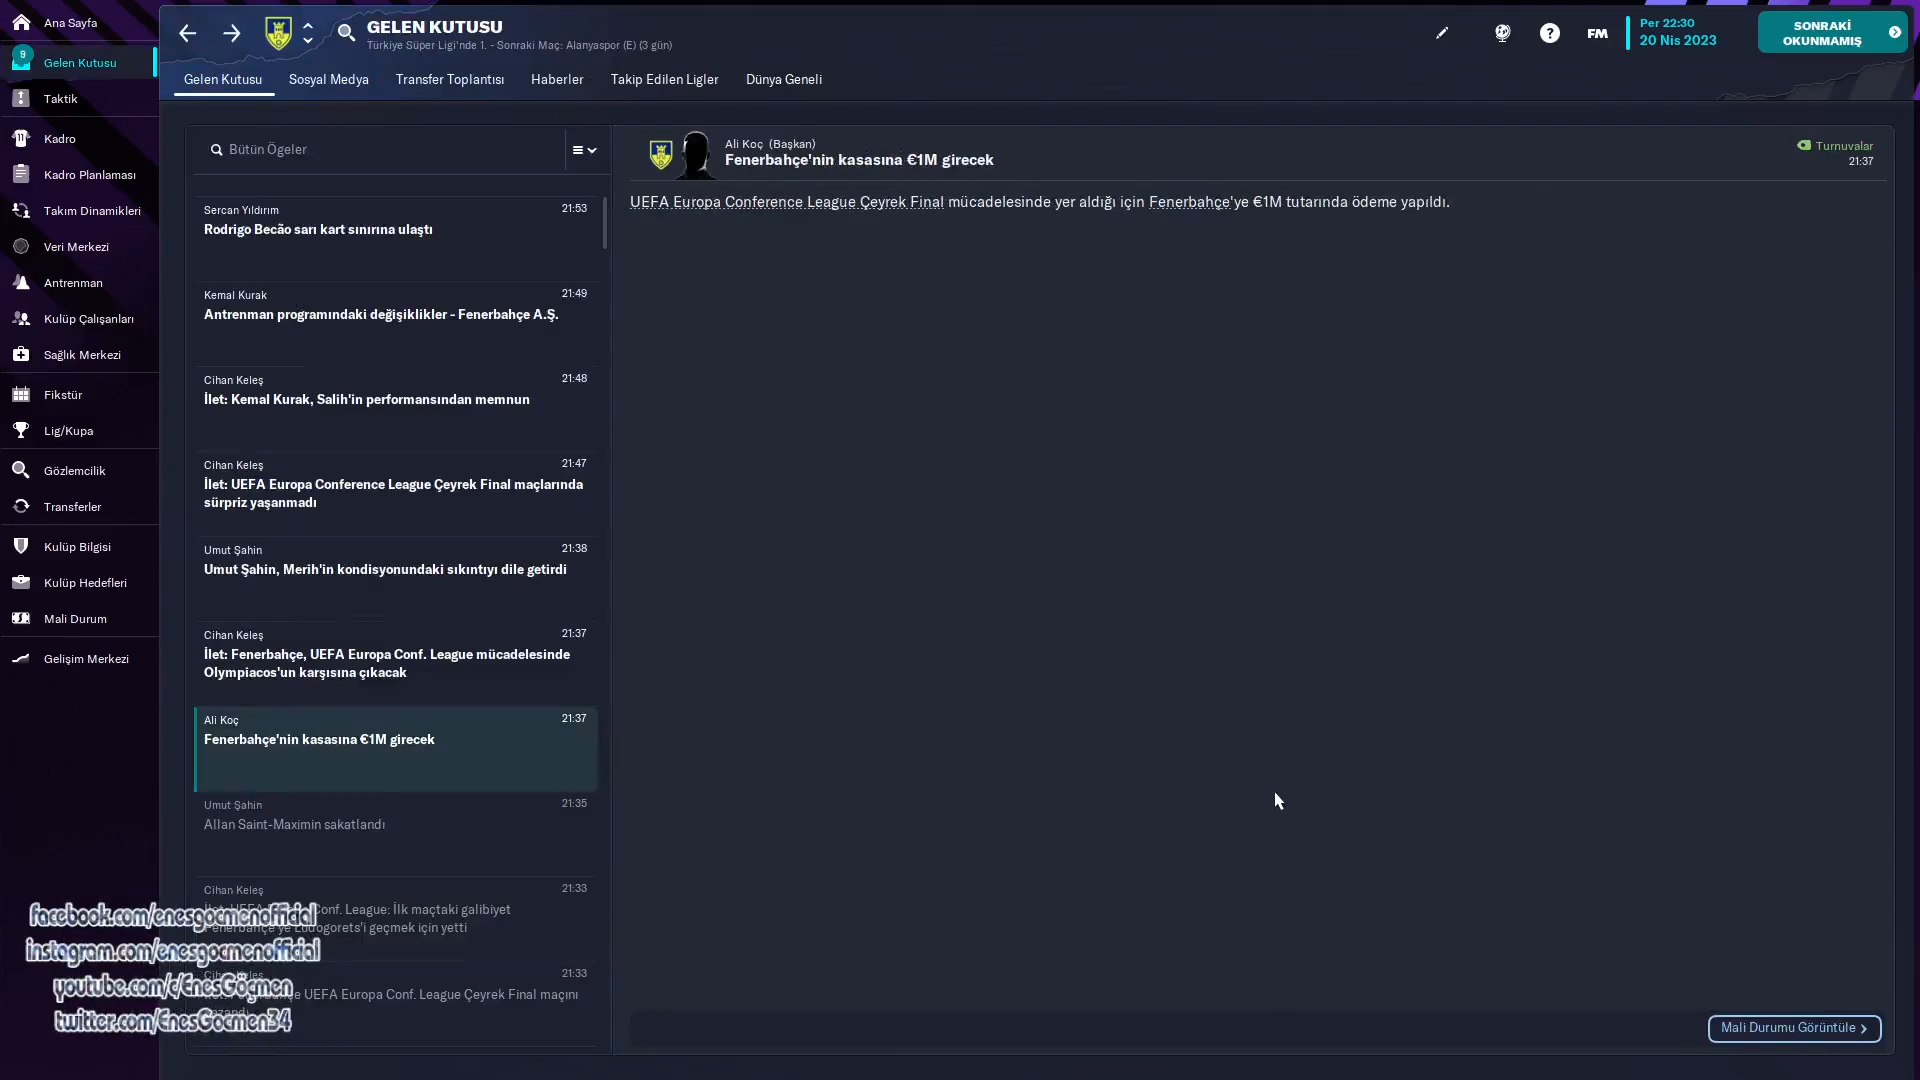 Ana Sayfa
9
Gelen Kutusu
Taktik
Kadro
Kadro Planlaması
Takım Dinamikleri
Veri Merkezi
Antrenman
Kulüp Çalışanları
Sağlık Merkezi
Fikstür
Lig/Kupa
Gözlemcilik
Transferler
Kulüp Bilgisi
Kulüp Hedefleri
Mali Durum
Gelişim Merkezi
GELEN KUTUSU
Türkiye Süper Ligi'nde 1. - Sonraki Maç: Alanyaspor (E) (3 gün)
FM
Per 22:30
20 Nis 2023
SONRAKİ
OKUNMAMIŞ
Gelen Kutusu
Sosyal Medya
Transfer Toplantısı
Haberler
Takip Edilen Ligler
Dünya Geneli
Bütün Ögeler
Sercan Yıldırım 21:53
Rodrigo Becão sarı kart sınırına ulaştı
Kemal Kurak 21:49
Antrenman programındaki değişiklikler - Fenerbahçe A.Ş.
Cihan Keleş 21:48
İlet: Kemal Kurak, Salih'in performansından memnun
Cihan Keleş 21:47
İlet: UEFA Europa Conference League Çeyrek Final maçlarında
sürpriz yaşanmadı
Umut Şahin 21:38
Umut Şahin, Merih'in kondisyonundaki sıkıntıyı dile getirdi
Cihan Keleş 21:37
İlet: Fenerbahçe, UEFA Europa Conf. League mücadelesinde
Olympiacos'un karşısına çıkacak
Ali Koç 21:37
Fenerbahçe'nin kasasına €1M girecek
Umut Şahin 21:35
Allan Saint-Maximin sakatlandı
Cihan Keleş 21:33
Conf. League: İlk maçtaki galibiyet
Fenerbahçe'ye Ludogorets'i geçmek için yetti
21:33
UEFA Europa Conf. League Çeyrek Final maçını
Ali Koç (Başkan)
Fenerbahçe'nin kasasına €1M girecek
Turnuvalar
21:37
UEFA Europa Conference League Çeyrek Final mücadelesinde yer aldığı için Fenerbahçe'ye €1M tutarında ödeme yapıldı.
Mali Durumu Görüntüle
facebook.com/enesgocmenofficial
instagram.com/enesgocmenofficial
youtube.com/c/EnesGöçmen
twitter.com/EnesGocmen34